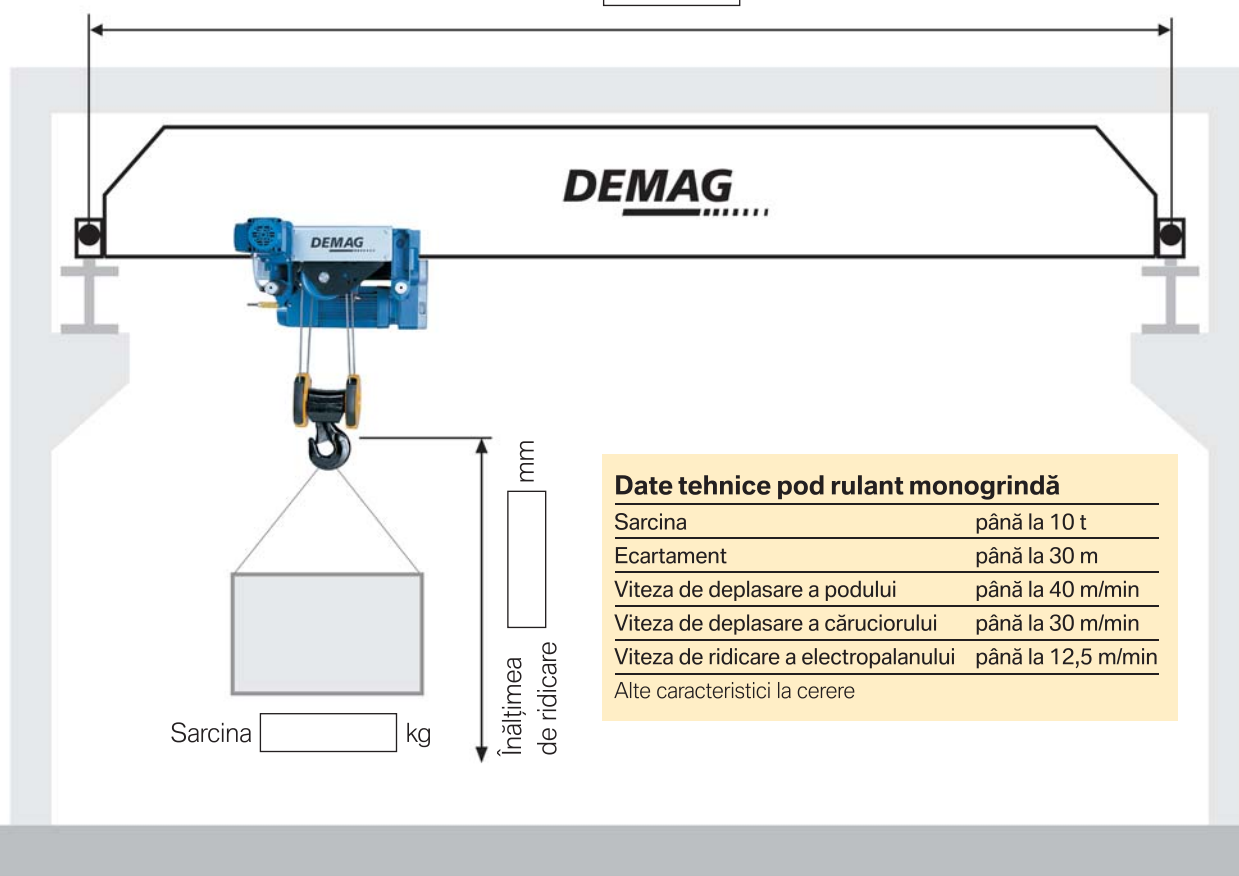 DEMAG
DEMAG
mm
Înălțimea
de ridicare
Sarcina kg
Date tehnice pod rulant monogrindă
Sarcina până la 10 t
Ecartament până la 30 m
Viteza de deplasare a podului până la 40 m/min
Viteza de deplasare a căruciorului până la 30 m/min
Viteza de ridicare a electropalanului până la 12,5 m/min
Alte caracteristici la cerere